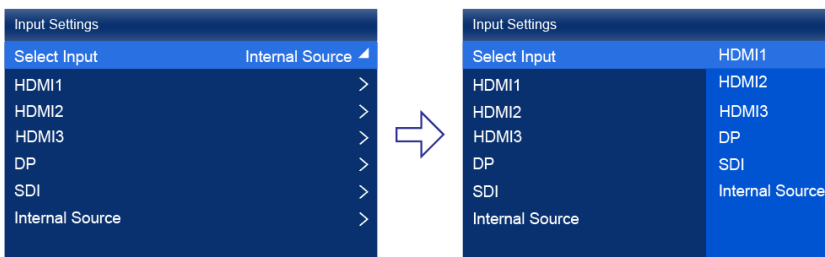 Input Settings
Select Input Internal Source
HDMI1
HDMI2
HDMI3
DP
SDI
Internal Source
Input Settings
Select Input HDMI1
HDMI1 HDMI2
HDMI2 HDMI3
HDMI3 DP
DP SDI
SDI Internal Source
Internal Source